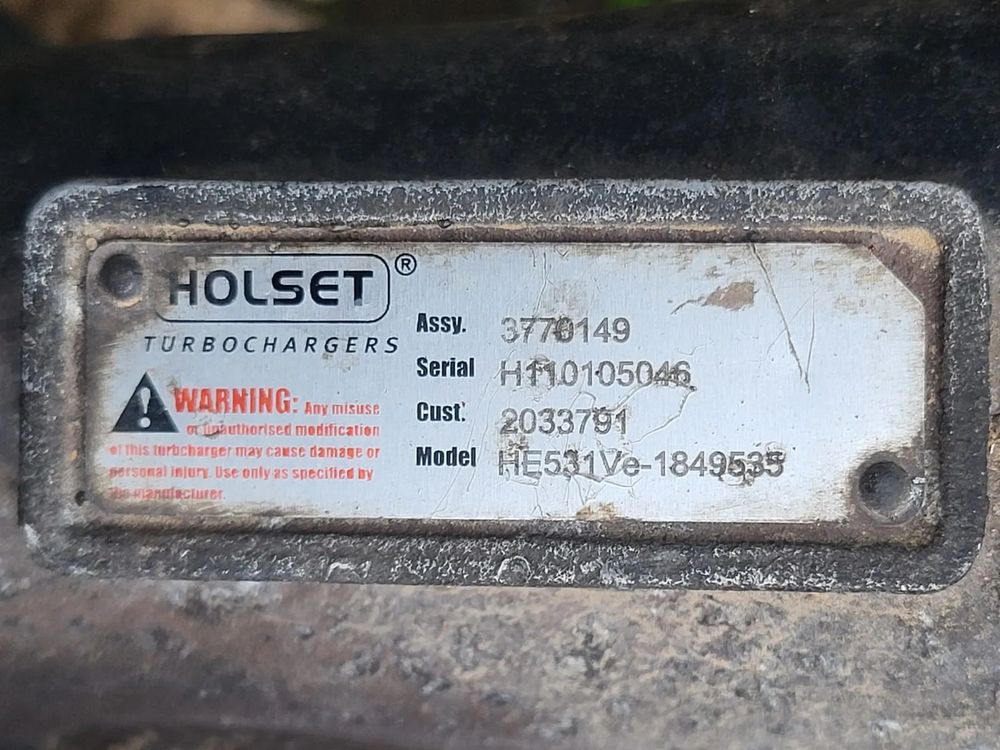 HOLSET®
TURBOCHARGERS
WARNING: Any misuse
or unauthorised modification
of this turbcharger may cause damage or
personal injury. Use only as specified by
the manufacturer.
Assy. 3770149
Serial H110105046
Cust. 2033791
Model HE531Ve-1849535